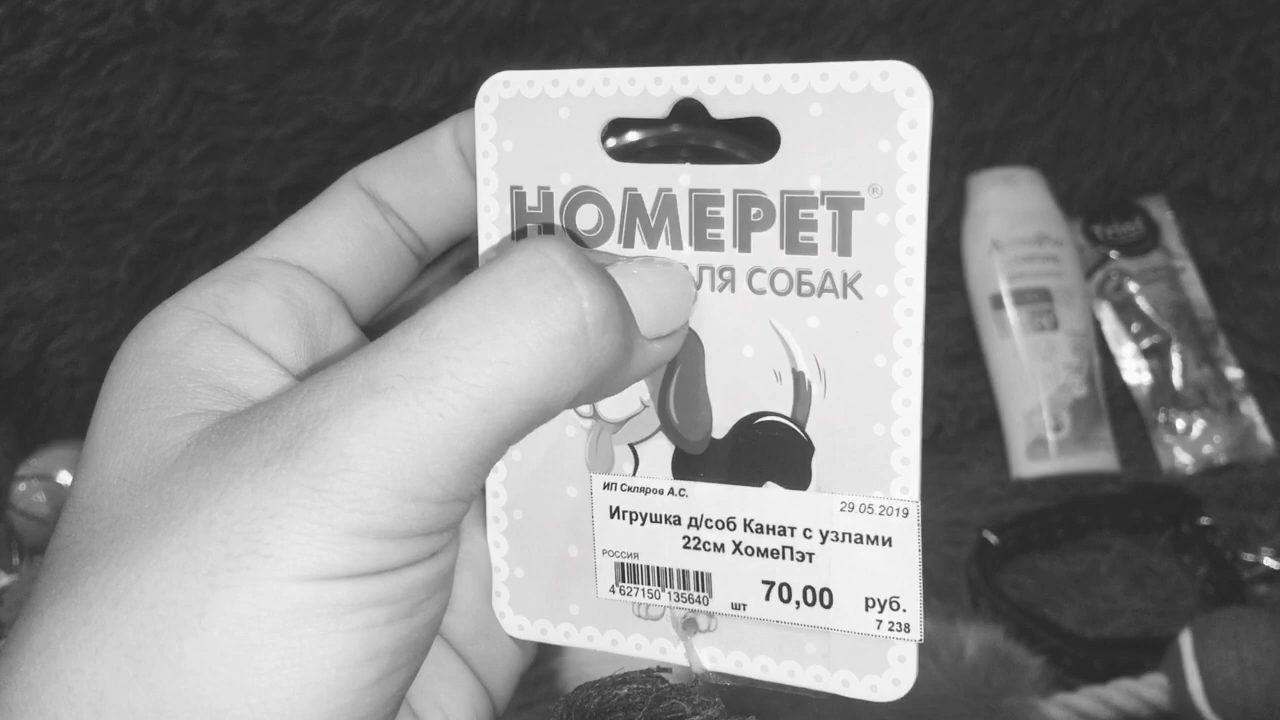 HOMEPET®
ЛЯ СОБАК
ИП Скляров А.С.
29.05.2019
Игрушка д/соб Канат с узлами
22см ХомеПэт
РОССИЯ
4 627150 135640
шт 70,00 руб.
7 238
Triol